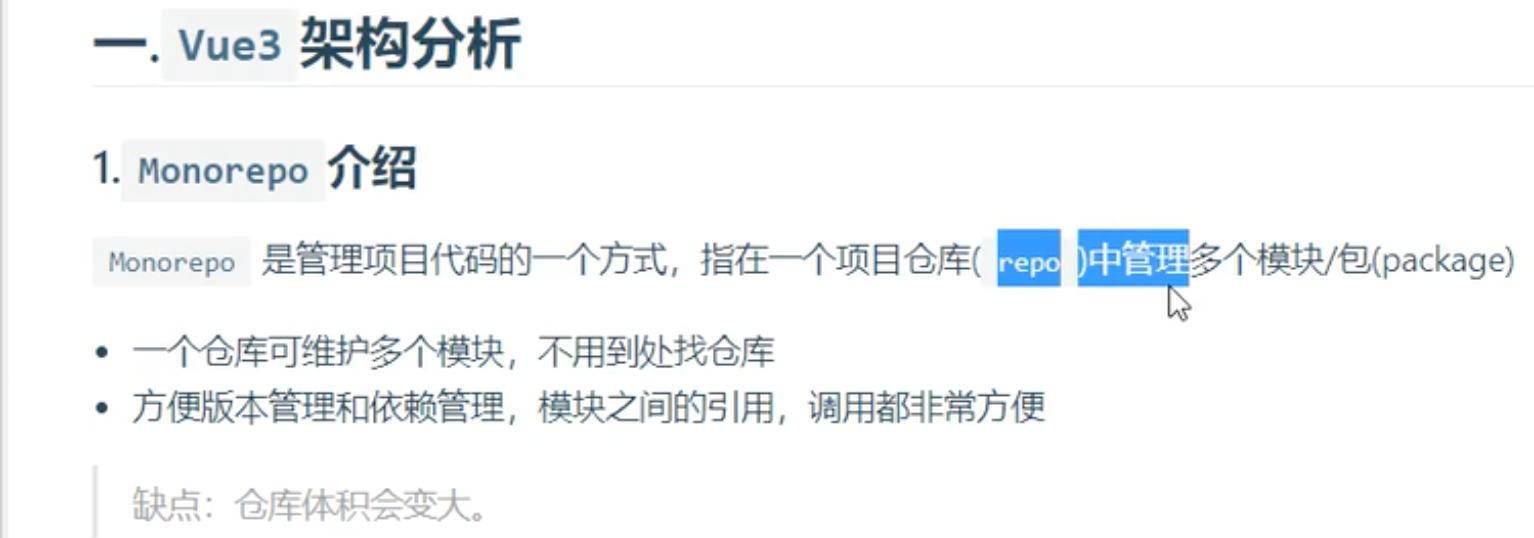 一. Vue3 架构分析
1. Monorepo 介绍
Monorepo 是管理项目代码的一个方式，指在一个项目仓库( repo )中管理多个模块/包(package)
• 一个仓库可维护多个模块，不用到处找仓库
• 方便版本管理和依赖管理，模块之间的引用，调用都非常方便
缺点：仓库体积会变大。